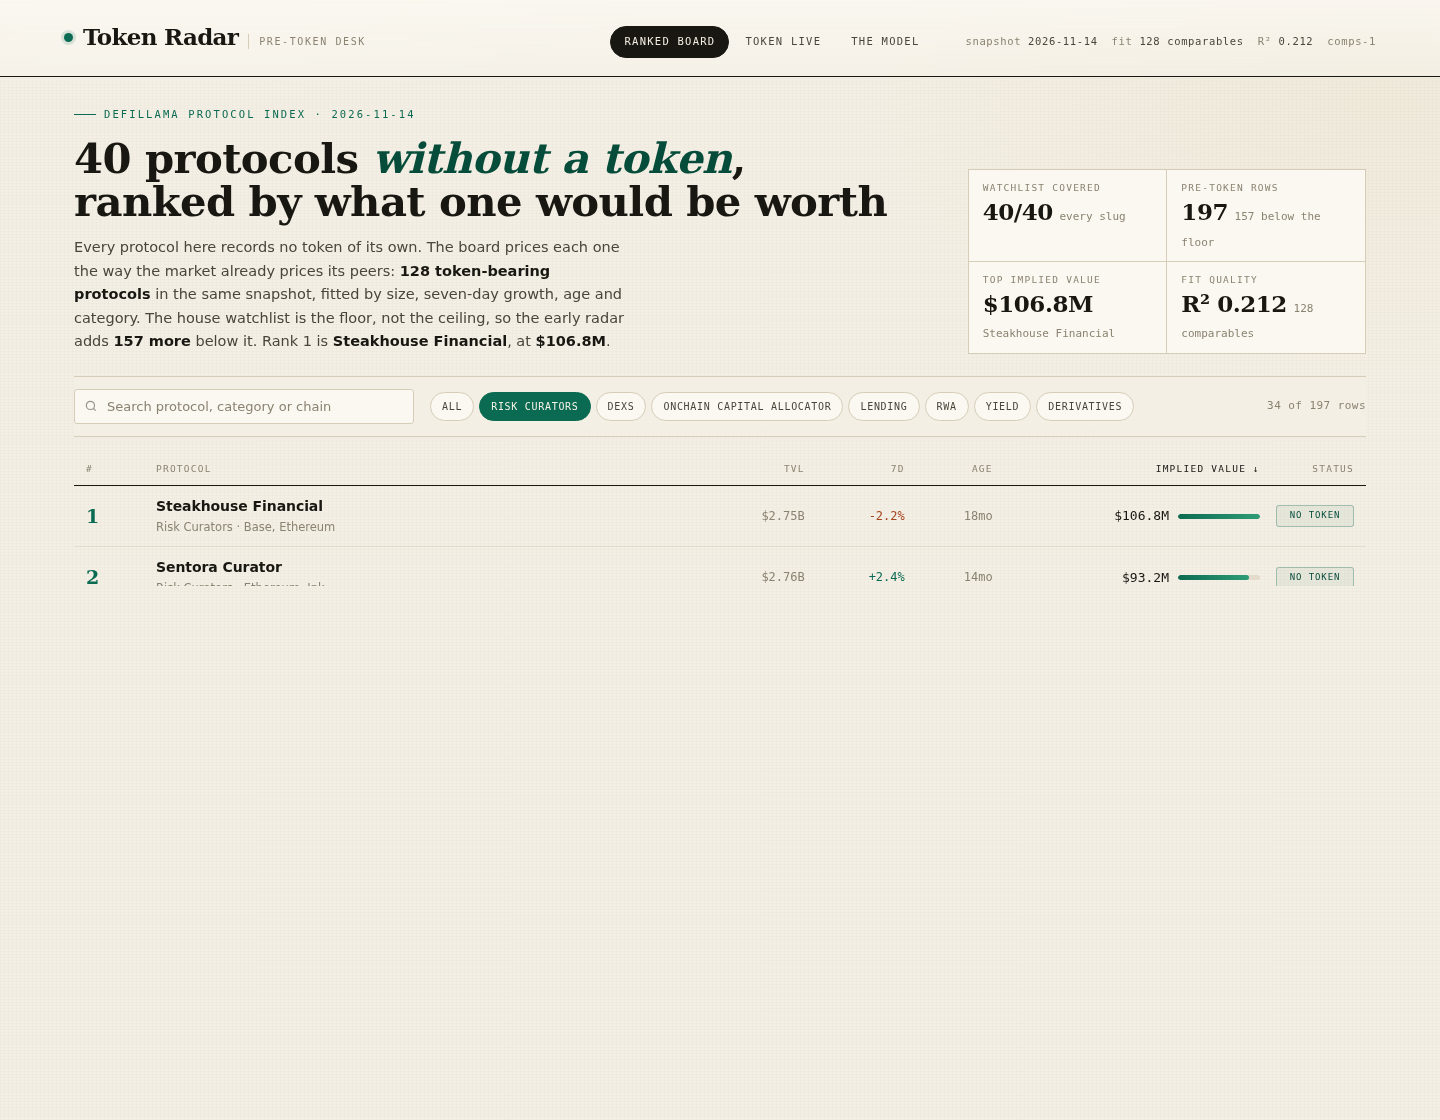 Token Radar
PRE-TOKEN DESK
RANKED BOARD
TOKEN LIVE
THE MODEL
snapshot 2026-11-14 fit 128 comparables R² 0.212 comps-1
DEFILLAMA PROTOCOL INDEX · 2026-11-14
40 protocols without a token,
ranked by what one would be worth
Every protocol here records no token of its own. The board prices each one
the way the market already prices its peers: 128 token-bearing
protocols in the same snapshot, fitted by size, seven-day growth, age and
category. The house watchlist is the floor, not the ceiling, so the early radar
adds 157 more below it. Rank 1 is Steakhouse Financial, at $106.8M.
WATCHLIST COVERED
40/40 every slug
PRE-TOKEN ROWS
197 157 below the
floor
TOP IMPLIED VALUE
$106.8M
Steakhouse Financial
FIT QUALITY
R² 0.212 128
comparables
Search protocol, category or chain
ALL
RISK CURATORS
DEXS
ONCHAIN CAPITAL ALLOCATOR
LENDING
RWA
YIELD
DERIVATIVES
34 of 197 rows
# PROTOCOL TVL 7D AGE IMPLIED VALUE ↓ STATUS
1 Steakhouse Financial $2.75B -2.2% 18mo $106.8M NO TOKEN
Risk Curators · Base, Ethereum
2 Sentora Curator $2.76B +2.4% 14mo $93.2M NO TOKEN